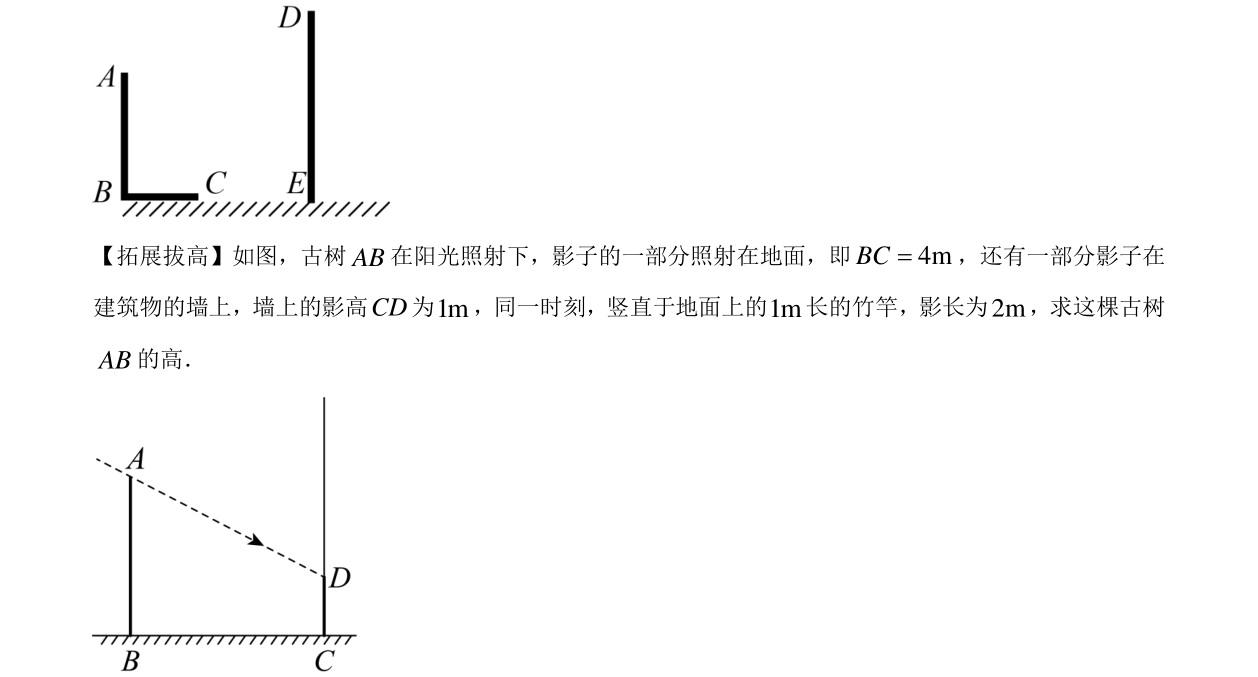 D
A
B
C
E
【拓展拔高】如图，古树 AB 在阳光照射下，影子的一部分照射在地面，即 BC = 4m ，还有一部分影子在
建筑物的墙上，墙上的影高 CD 为 1m ，同一时刻，竖直于地面上的 1m 长的竹竿，影长为 2m ，求这棵古树
AB 的高．
A
D
B
C